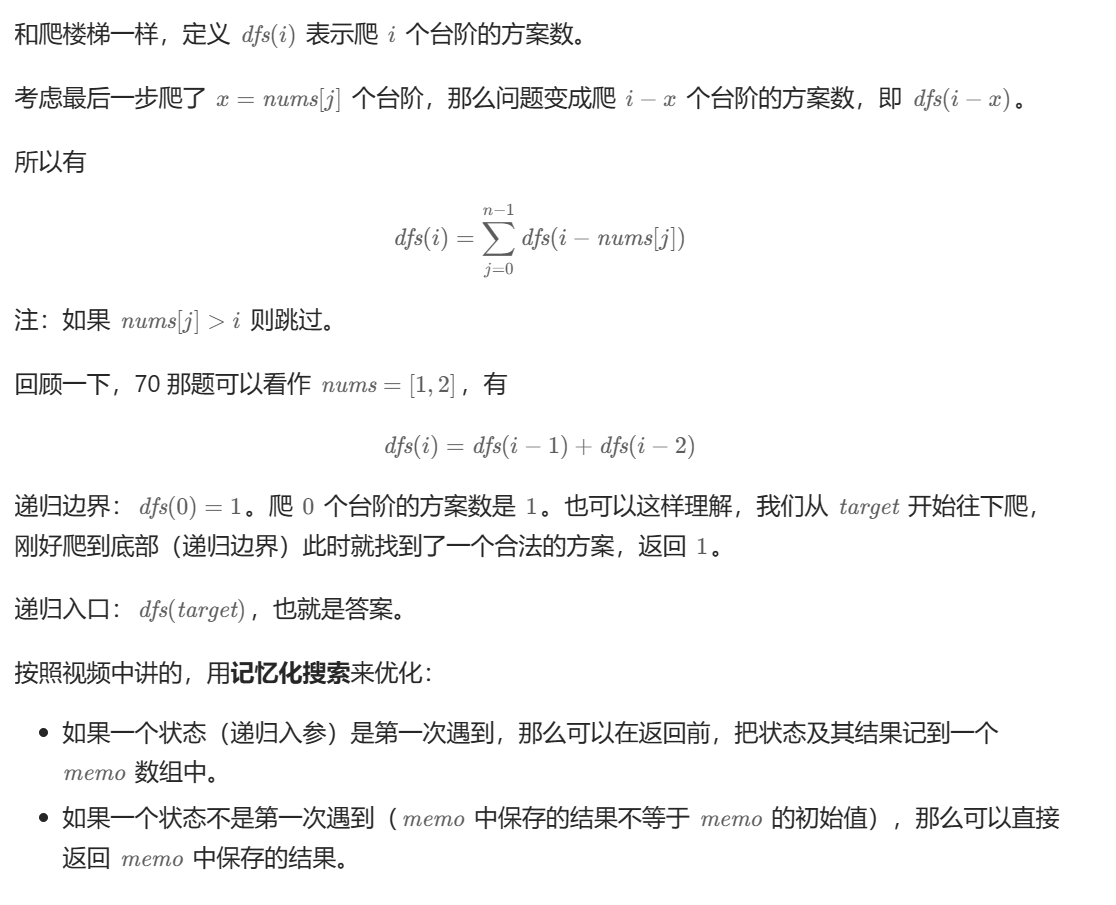 和爬楼梯一样，定义 dfs(i) 表示爬 i 个台阶的方案数。
考虑最后一步爬了 x = nums[j] 个台阶，那么问题变成爬 i − x 个台阶的方案数，即 dfs(i − x)。
所以有
dfs(i) = ∑_{j=0}^{n−1} dfs(i − nums[j])
注：如果 nums[j] > i 则跳过。
回顾一下，70 那题可以看作 nums = [1, 2]，有
dfs(i) = dfs(i − 1) + dfs(i − 2)
递归边界：dfs(0) = 1。爬 0 个台阶的方案数是 1。也可以这样理解，我们从 target 开始往下爬，
刚好爬到底部（递归边界）此时就找到了一个合法的方案，返回 1。
递归入口：dfs(target)，也就是答案。
按照视频中讲的，用记忆化搜索来优化：
• 如果一个状态（递归入参）是第一次遇到，那么可以在返回前，把状态及其结果记到一个
memo 数组中。
• 如果一个状态不是第一次遇到（memo 中保存的结果不等于 memo 的初始值），那么可以直接
返回 memo 中保存的结果。